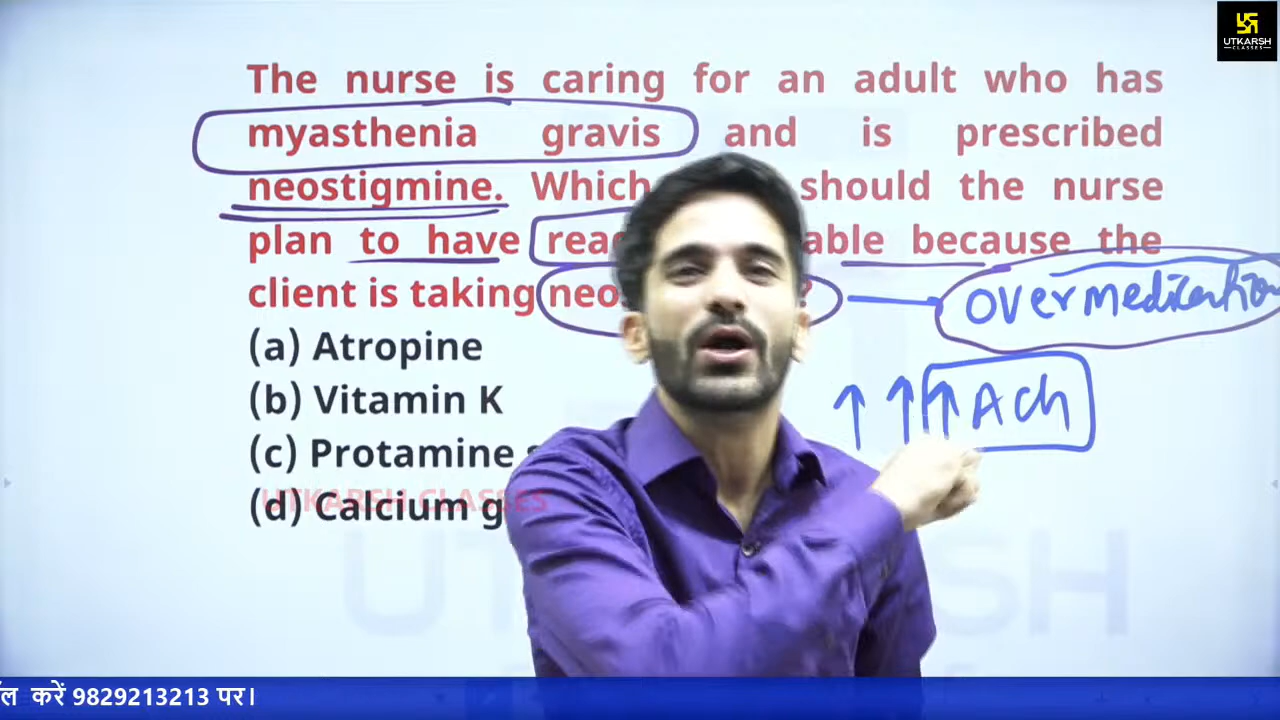 UTKARSH
CLASSES
The nurse is caring for an adult who has
myasthenia gravis and is prescribed
neostigmine. Which should the nurse
plan to have able because the
client is taking ?
overmedication
(a) Atropine
(b) Vitamin K
↑ ↑ ↑ ACh
(c) Protamine
(d) Calcium
UTKARSH CLASSES
करें 9829213213 पर।